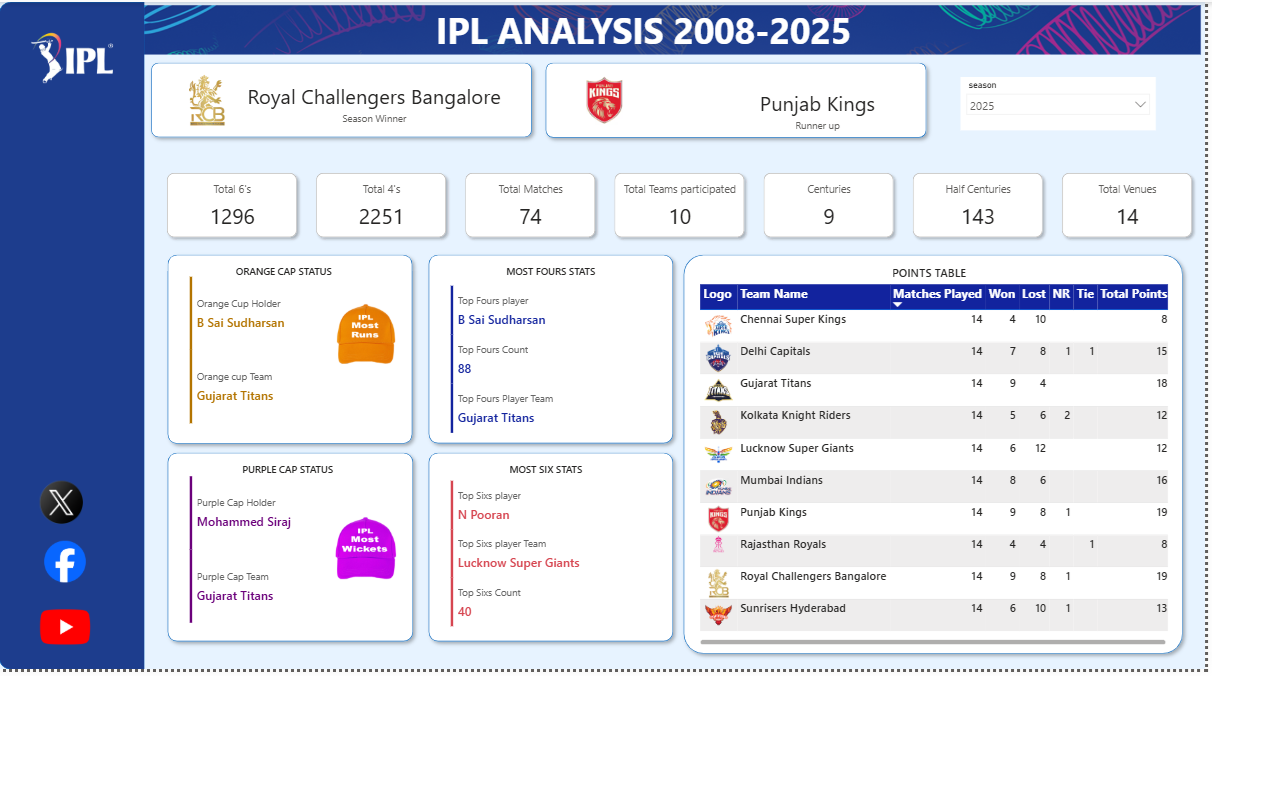 IPL
IPL ANALYSIS 2008-2025
RCB
Royal Challengers Bangalore
Season Winner
KINGS
Punjab Kings
Runner up
season
2025
Total 6's
1296
Total 4's
2251
Total Matches
74
Total Teams participated
10
Centuries
9
Half Centuries
143
Total Venues
14
ORANGE CAP STATUS
Orange Cup Holder
B Sai Sudharsan
Orange cup Team
Gujarat Titans
IPL
Most
Runs
MOST FOURS STATS
Top Fours player
B Sai Sudharsan
Top Fours Count
88
Top Fours Player Team
Gujarat Titans
PURPLE CAP STATUS
Purple Cap Holder
Mohammed Siraj
Purple Cap Team
Gujarat Titans
IPL
Most
Wickets
MOST SIX STATS
Top Sixs player
N Pooran
Top Sixs player Team
Lucknow Super Giants
Top Sixs Count
40
POINTS TABLE
Logo Team Name Matches Played Won Lost NR Tie Total Points
Chennai Super Kings 14 4 10 8
Delhi Capitals 14 7 8 1 1 15
Gujarat Titans 14 9 4 18
Kolkata Knight Riders 14 5 6 2 12
Lucknow Super Giants 14 6 12 12
Mumbai Indians 14 8 6 16
Punjab Kings 14 9 8 1 19
Rajasthan Royals 14 4 4 1 8
Royal Challengers Bangalore 14 9 8 1 19
Sunrisers Hyderabad 14 6 10 1 13